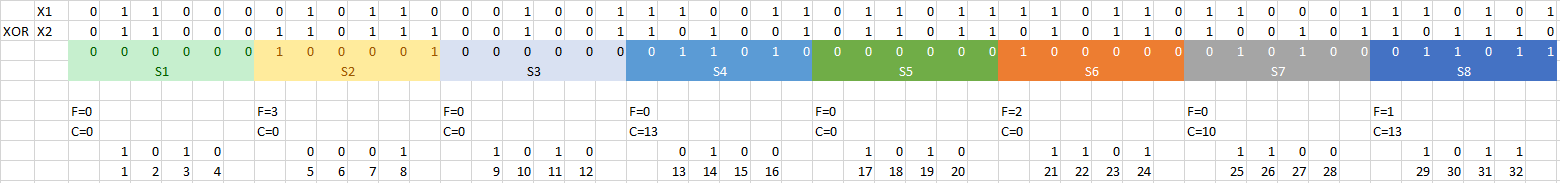 X1 0 1 1 0 0 0 0 1 0 1 1 0 0 0 1 0 0 1 1 1 0 0 1 1 0 1 1 0 1 1 1 1 0 1 1 0 0 1 1 0 0 0 1 1 0 1 0 1
XOR X2 0 1 1 0 0 0 1 1 0 1 1 1 0 0 1 0 0 1 1 0 1 0 0 1 0 1 1 0 1 1 0 1 0 1 1 0 0 0 1 1 0 0 1 0 1 1 1 0
0 0 0 0 0 0 1 0 0 0 0 1 0 0 0 0 0 0 0 1 1 0 1 0 0 0 0 0 0 0 1 0 0 0 0 0 0 1 0 1 0 0 0 1 1 0 1 1
S1 S2 S3 S4 S5 S6 S7 S8
F=0 F=3 F=0 F=0 F=0 F=2 F=0 F=1
C=0 C=0 C=0 C=13 C=0 C=0 C=10 C=13
1 0 1 0 0 0 0 1 1 0 1 0 0 1 0 0 1 0 1 0 1 1 0 1 1 1 0 0 1 0 1 1
1 2 3 4 5 6 7 8 9 10 11 12 13 14 15 16 17 18 19 20 21 22 23 24 25 26 27 28 29 30 31 32